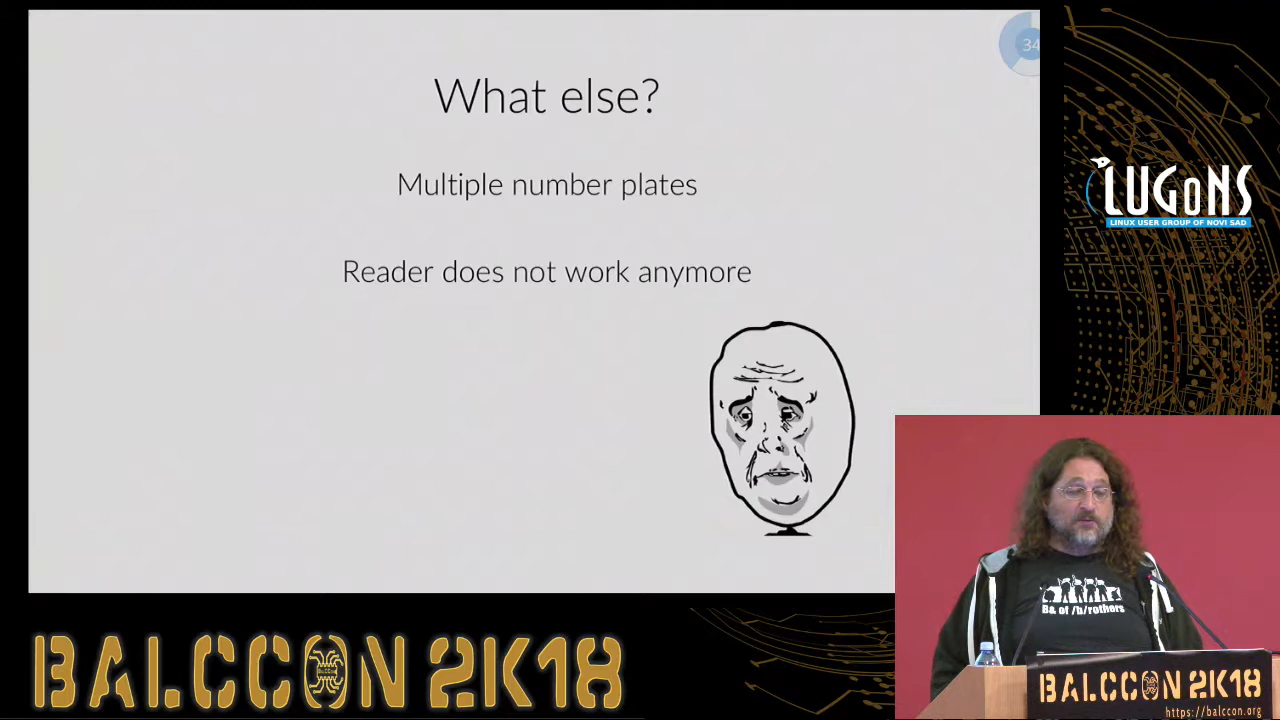 34
What else?
Multiple number plates
Reader does not work anymore
LUGoNS
LINUX USER GROUP OF NOVI SAD
Ba. of /b/rothers
BALCCON 2K18
BALCCON 2K18
https://balccon.org